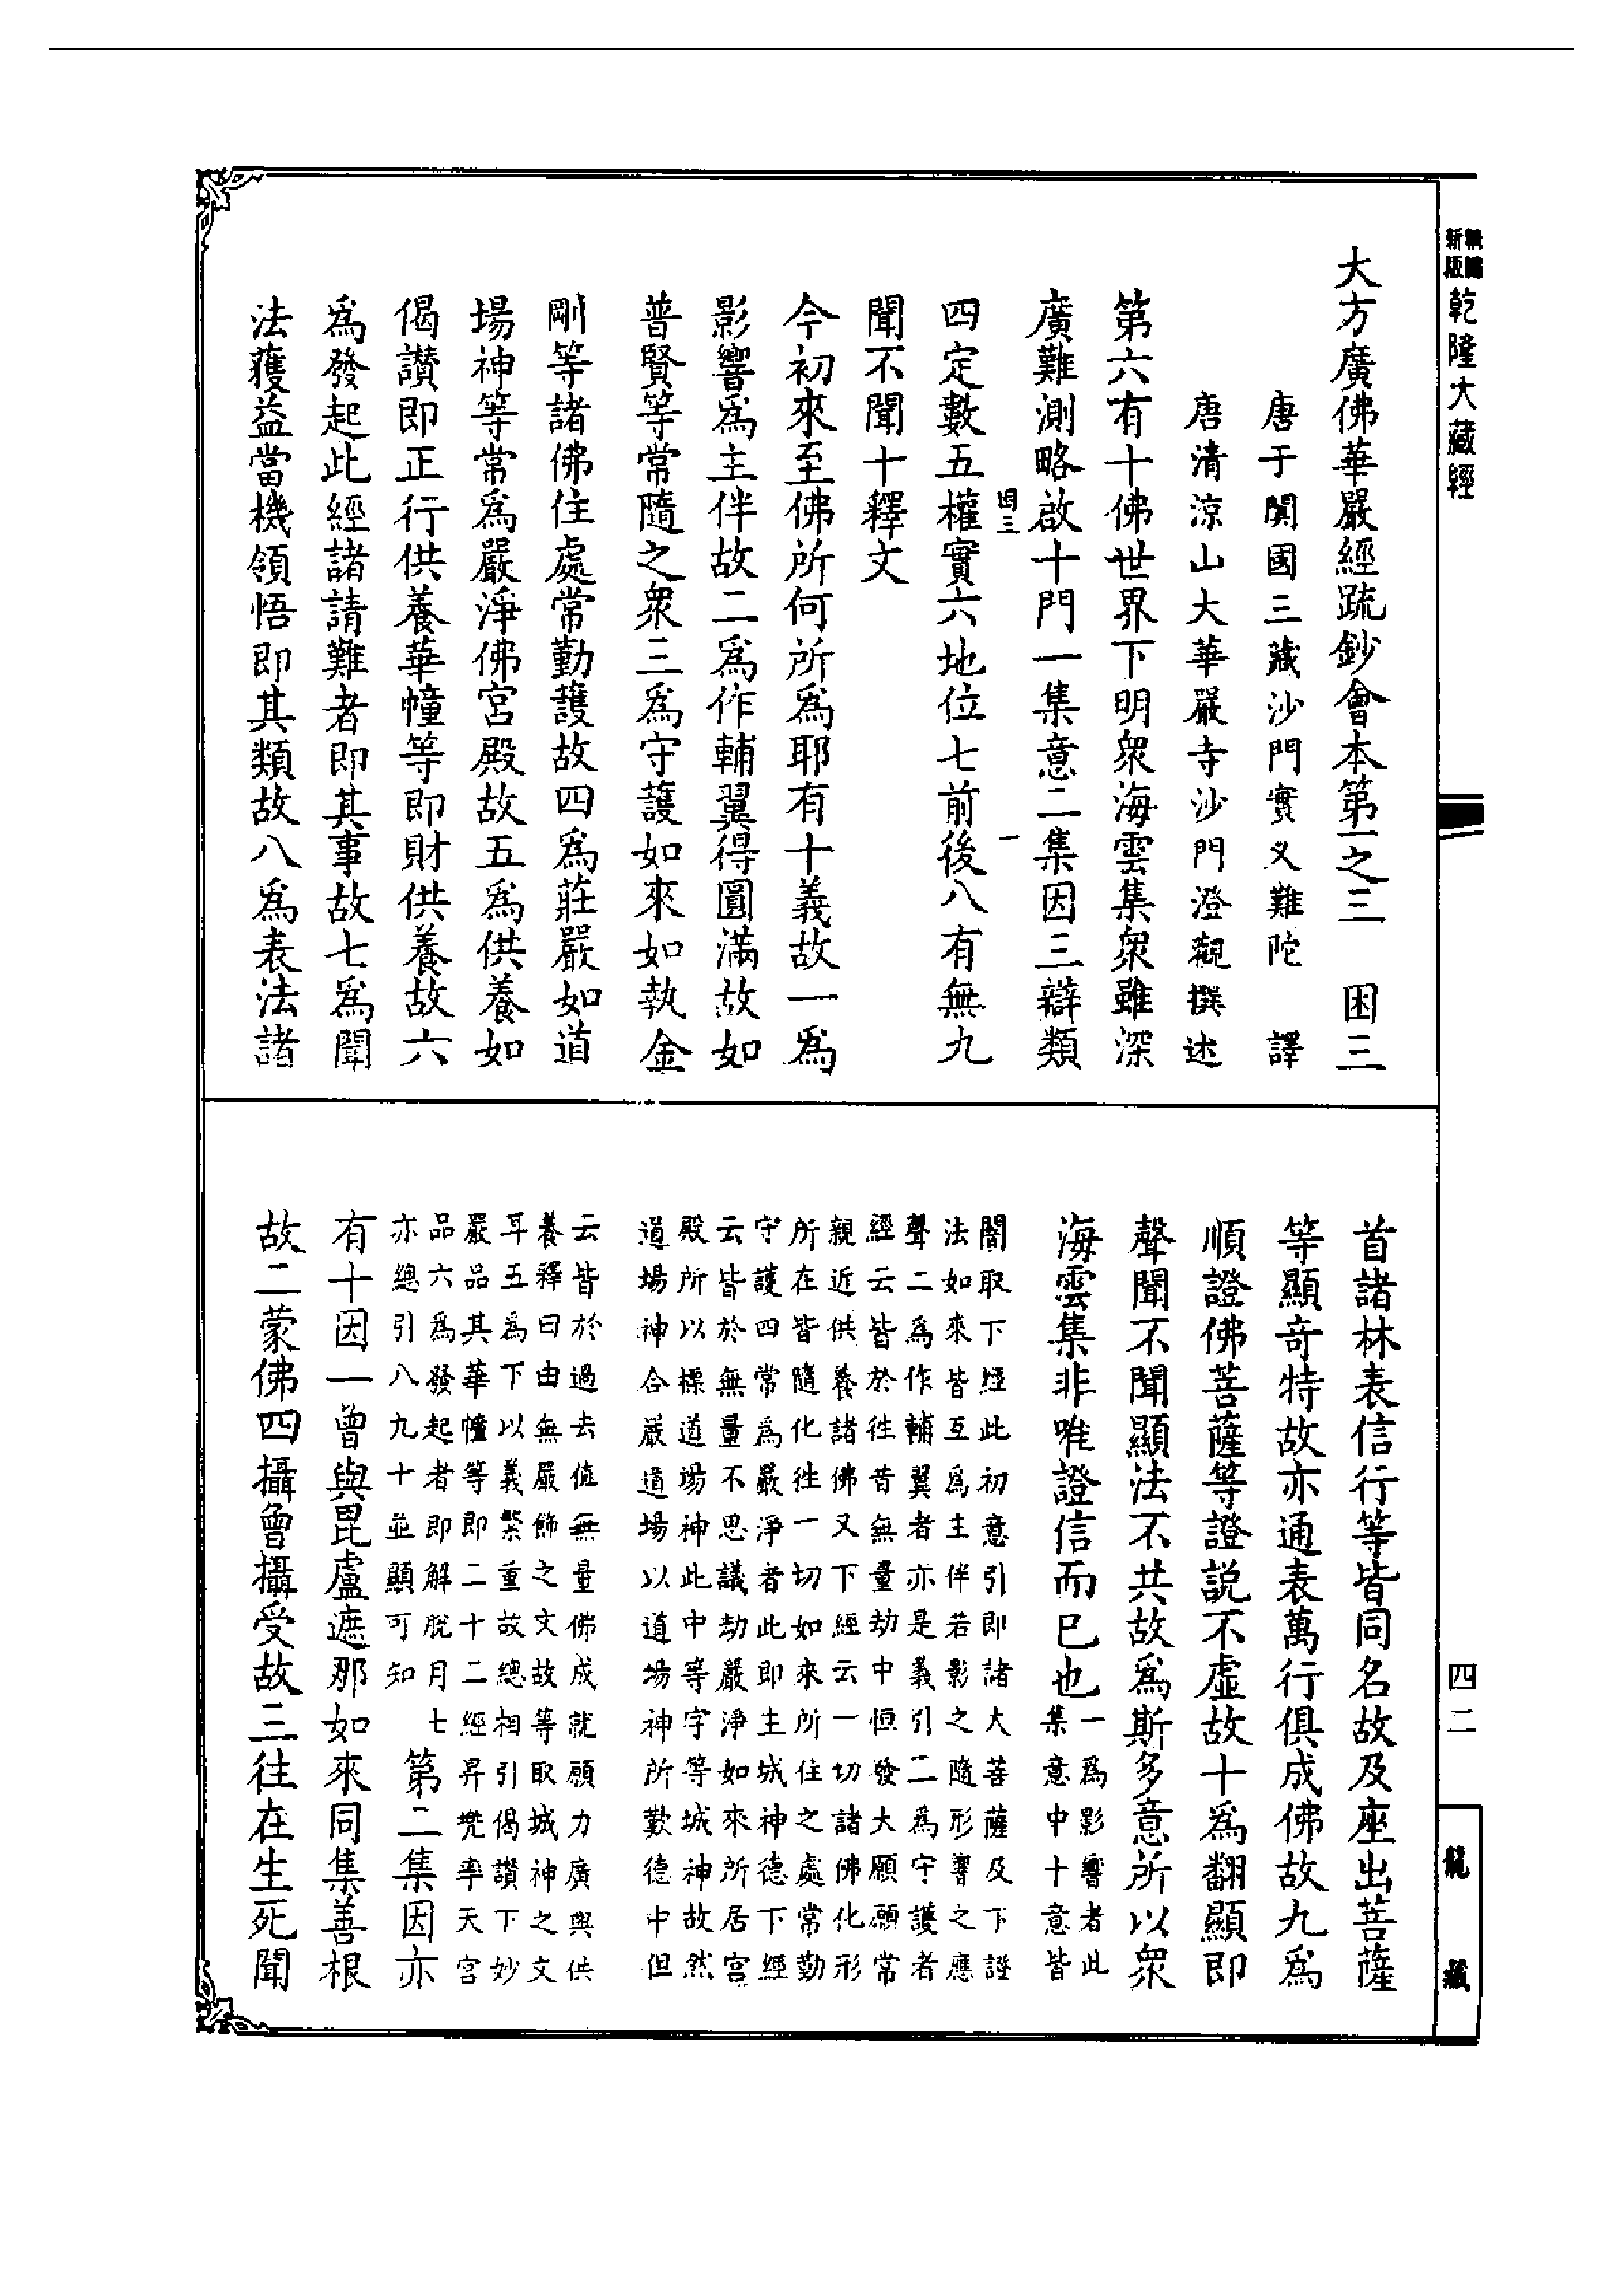 新版
精縮
乾隆大藏經
大方廣佛華嚴經疏鈔會本第一之三　困三
唐于闐國三藏沙門實叉難陀　譯
唐清涼山大華嚴寺沙門澄觀撰述
第六有十佛世界下明衆海雲集衆雖深
廣難測略啟十門一集意二集因三辯類
困三　一
四定數五權實六地位七前後八有無九
聞不聞十釋文
今初來至佛所何所爲耶有十義故一爲
影響爲主伴故二爲作輔翼得圓滿故如
普賢等常隨之衆三爲守護如來如執金
剛等諸佛住處常勤護故四爲莊嚴如道
場神等常爲嚴淨佛宮殿故五爲供養如
偈讚即正行供養華幢等即財供養故六
爲發起此經諸請難者即其事故七爲聞
法獲益當機領悟即其類故八爲表法諸
首諸林表信行等皆同名故及座出菩薩
等顯奇特故亦通表萬行俱成佛故九爲
順證佛菩薩等證説不虛故十爲翻顯即
聲聞不聞顯法不共故爲斯多意所以衆
海雲集非唯證信而已也
一爲影響者此
集意中十意皆
闇取下經此初意引即諸大菩薩及下證
法如來皆互爲主伴若影之隨形響之應
聲二爲作輔翼者亦是義引二爲守護者
經云皆於往昔無量劫中恒發大願願常
親近供養諸佛又下經云一切諸佛化形
所在皆隨化往一切如來所住之處常勤
守護四常爲嚴淨者此即主城神德下經
云皆於無量不思議劫嚴淨如來所居宮
殿所以標道場神此中等字等城神故然
道場神合嚴道場以道場神所歎德中但
云皆於過去值無量佛成就願力廣興供
養釋曰由無嚴飾之文故等取城神之文
耳五爲下以義繁重故總相引偈讚下妙
嚴品其華幢等即二十二經昇兜率天宮
品六爲發起者即解脫月七
亦總引八九十並顯可知
第二集因亦
有十因一曾與毘盧遮那如來同集善根
故二蒙佛四攝曾攝受故三往在生死聞
四二
龍藏